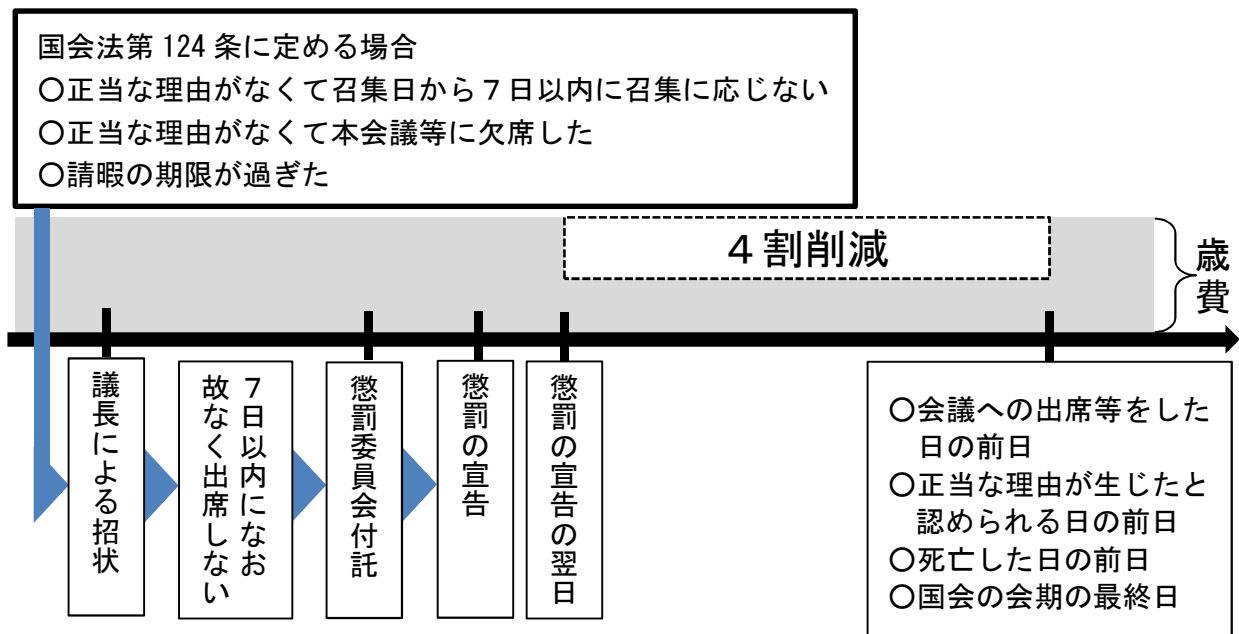 国会法第 124 条に定める場合
〇正当な理由がなくて召集日から７日以内に召集に応じない
〇正当な理由がなくて本会議等に欠席した
〇請暇の期限が過ぎた
４割削減
歳費
議長による招状
７日以内になお
故なく出席しない
懲罰委員会付託
懲罰の宣告
懲罰の宣告の翌日
〇会議への出席等をした
日の前日
〇正当な理由が生じたと
認められる日の前日
〇死亡した日の前日
〇国会の会期の最終日